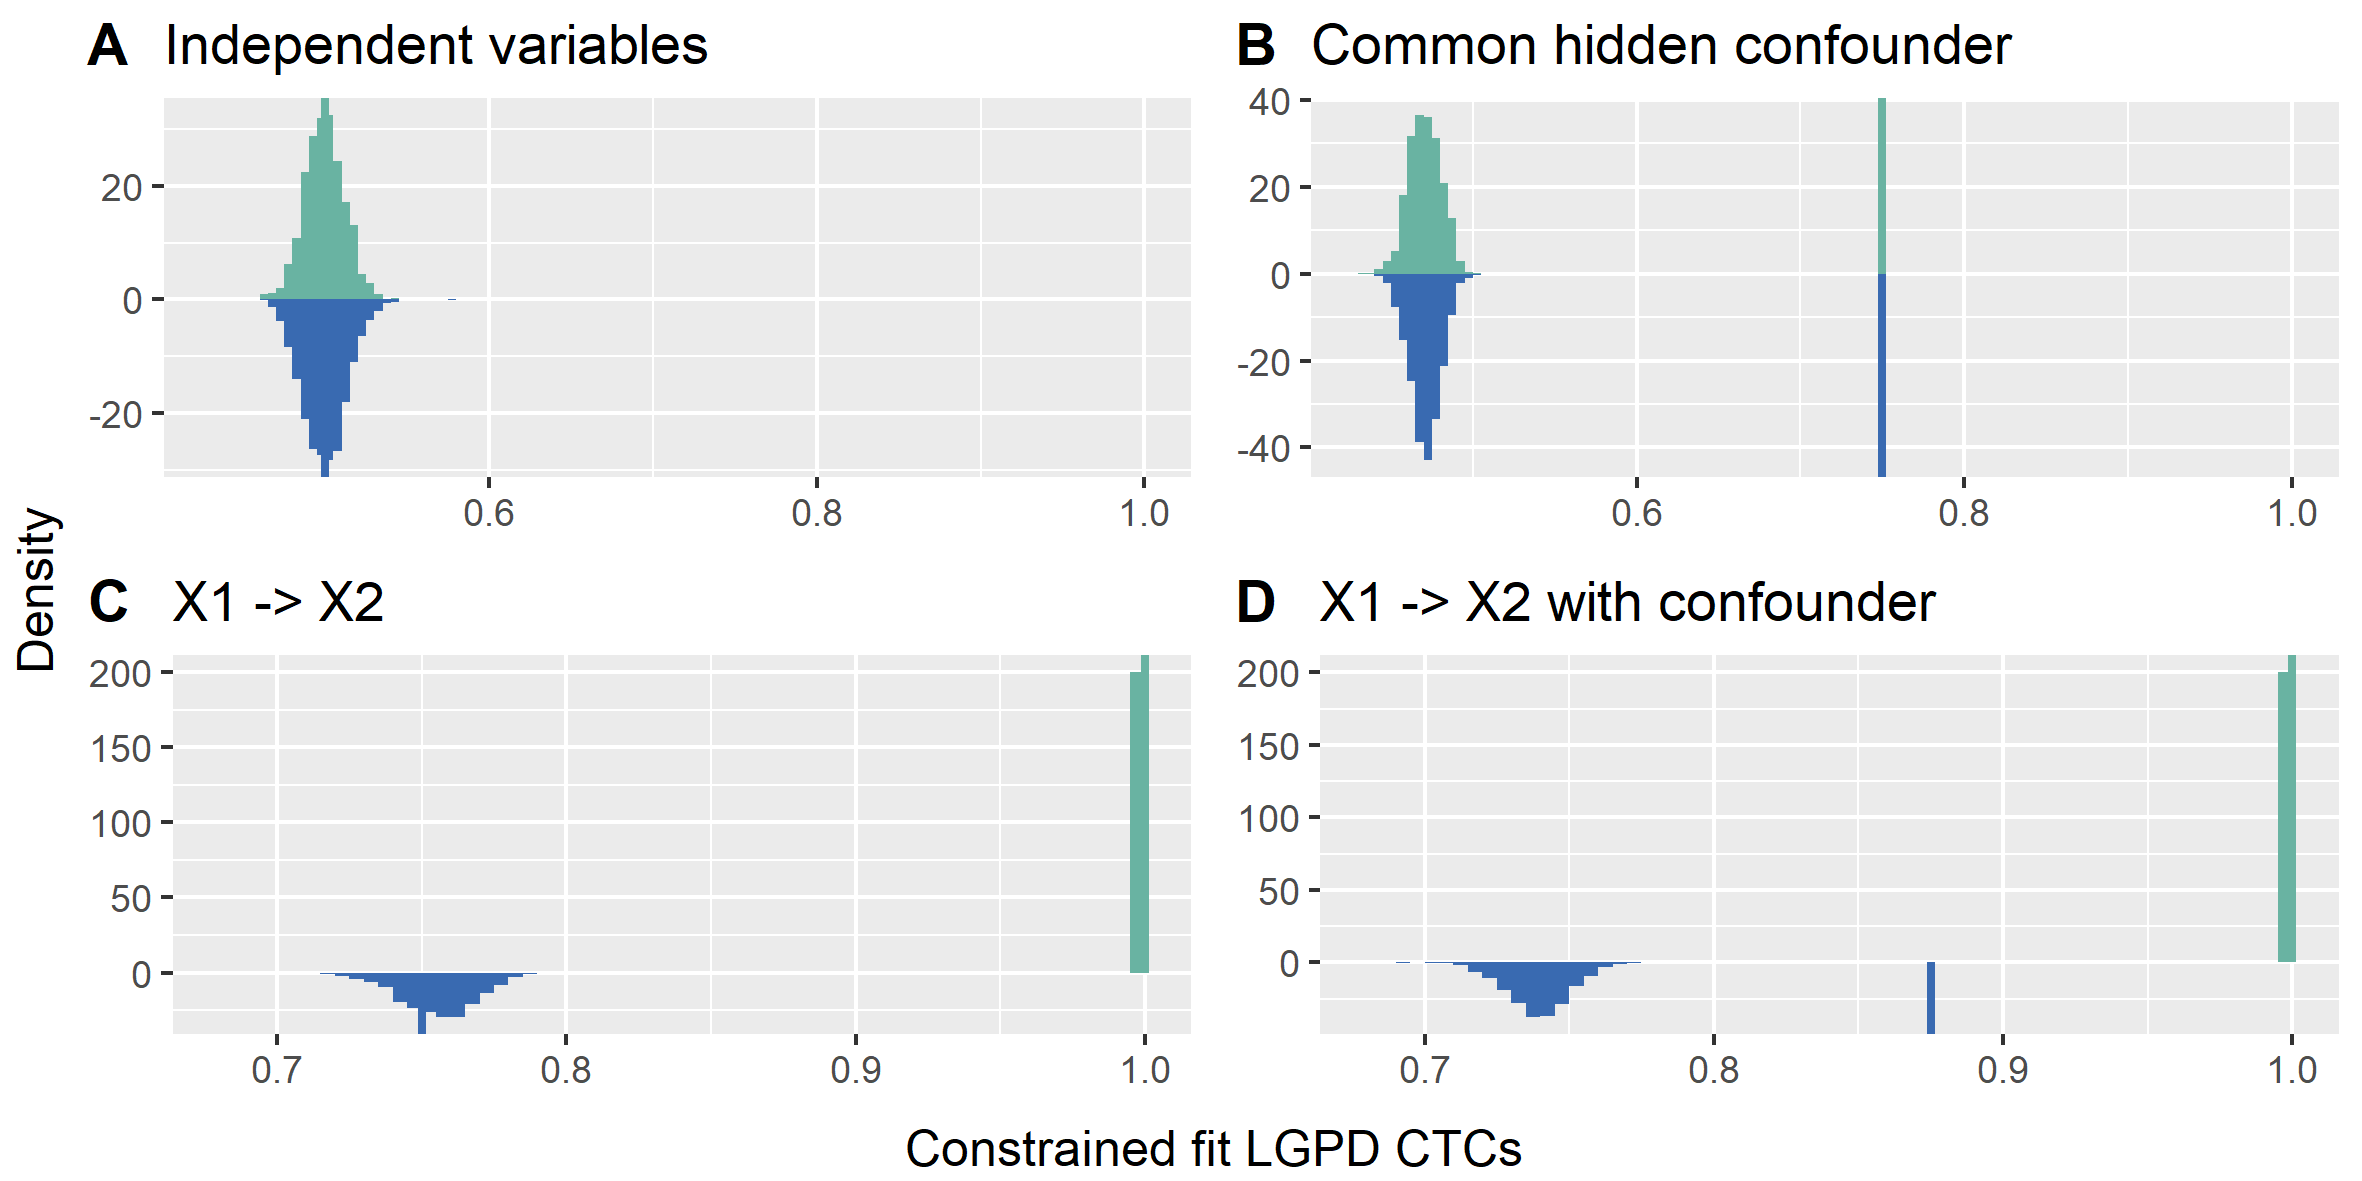 A Independent variables
20
0
-20
0.6 0.8 1.0
B Common hidden confounder
40
20
0
-20
-40
0.6 0.8 1.0
Density
C X1 -> X2
200
150
100
50
0
0.7 0.8 0.9 1.0
D X1 -> X2 with confounder
200
150
100
50
0
0.7 0.8 0.9 1.0
Constrained fit LGPD CTCs